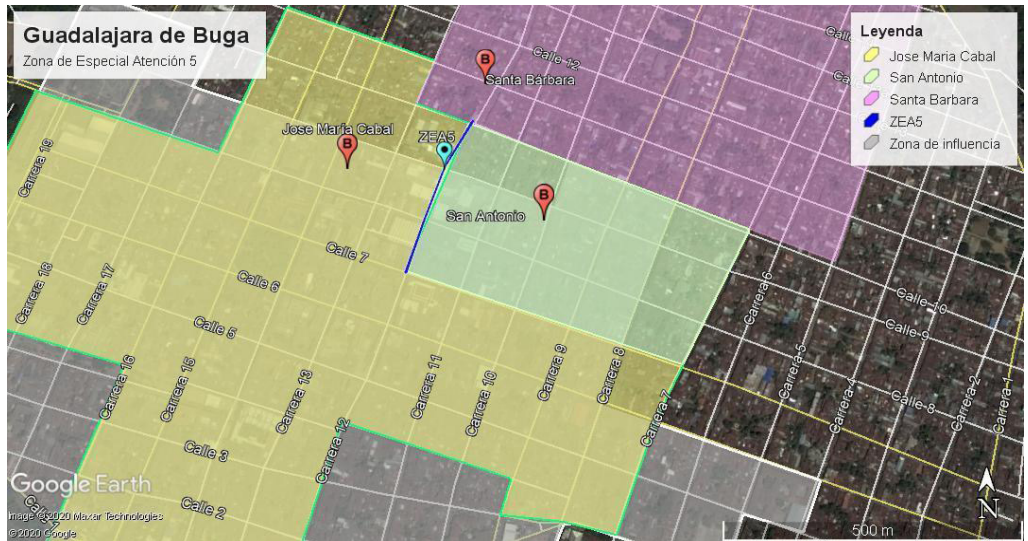 Guadalajara de Buga
Zona de Especial Atención 5
Leyenda
Jose Maria Cabal
San Antonio
Santa Barbara
ZEA5
Zona de influencia
Calle 12
B
Santa Bárbara
Jose María Cabal
B
ZEA5
B
San Antonio
Carrera 19
Calle 7
Calle 6
Carrera 18
Carrera 17
Calle 5
Carrera 6
Calle 10
Calle 9
Carrera 16
Carrera 15
Carrera 13
Carrera 11
Carrera 10
Carrera 9
Carrera 8
Carrera 7
Carrera 5
Carrera 4
Calle 8
Carrera 2
Carrera 1
Carrera 12
Calle 3
Calle 2
Google Earth
Image © 2020 Maxar Technologies
© 2020 Google
500 m
N